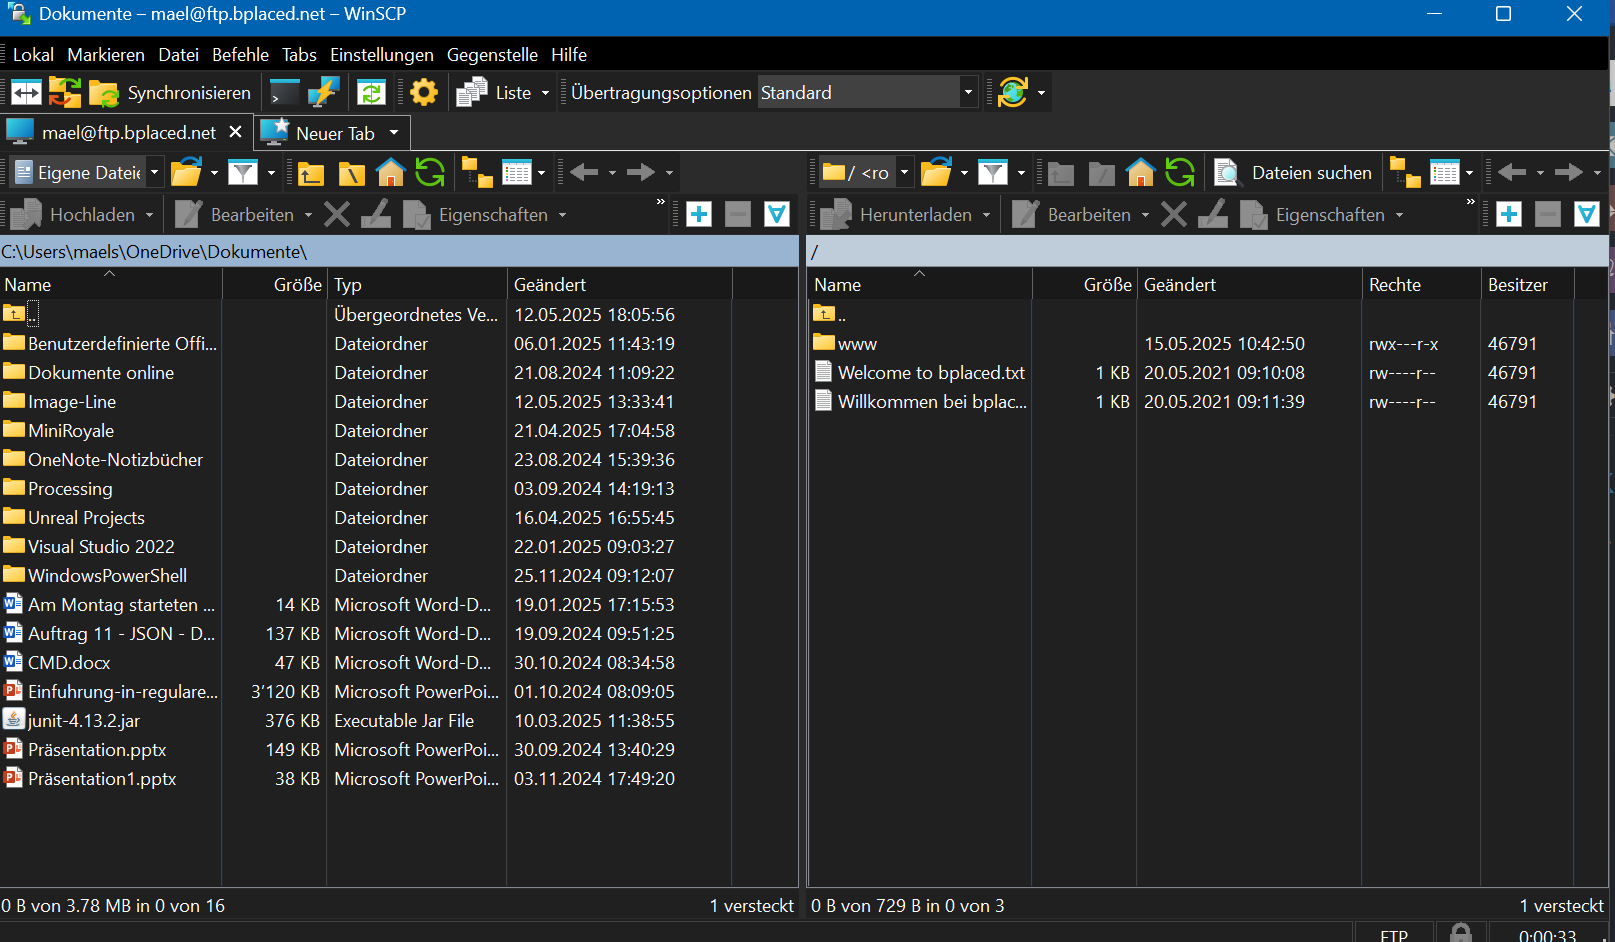 Dokumente – mael@ftp.bplaced.net – WinSCP
Lokal Markieren Datei Befehle Tabs Einstellungen Gegenstelle Hilfe
Synchronisieren Liste Übertragungsoptionen Standard
mael@ftp.bplaced.net Neuer Tab
Eigene Dateie / <ro Dateien suchen
Hochladen Bearbeiten Eigenschaften » Herunterladen Bearbeiten Eigenschaften »
C:\Users\maels\OneDrive\Dokumente\ /
Name Größe Typ Geändert Name Größe Geändert Rechte Besitzer
.. Übergeordnetes Ve... 12.05.2025 18:05:56 ..
Benutzerdefinierte Offi... Dateiordner 06.01.2025 11:43:19 www 15.05.2025 10:42:50 rwx---r-x 46791
Dokumente online Dateiordner 21.08.2024 11:09:22 Welcome to bplaced.txt 1 KB 20.05.2021 09:10:08 rw----r-- 46791
Image-Line Dateiordner 12.05.2025 13:33:41 Willkommen bei bplac... 1 KB 20.05.2021 09:11:39 rw----r-- 46791
MiniRoyale Dateiordner 21.04.2025 17:04:58
OneNote-Notizbücher Dateiordner 23.08.2024 15:39:36
Processing Dateiordner 03.09.2024 14:19:13
Unreal Projects Dateiordner 16.04.2025 16:55:45
Visual Studio 2022 Dateiordner 22.01.2025 09:03:27
WindowsPowerShell Dateiordner 25.11.2024 09:12:07
Am Montag starteten ... 14 KB Microsoft Word-D... 19.01.2025 17:15:53
Auftrag 11 - JSON - D... 137 KB Microsoft Word-D... 19.09.2024 09:51:25
CMD.docx 47 KB Microsoft Word-D... 30.10.2024 08:34:58
Einfuhrung-in-regulare... 3'120 KB Microsoft PowerPoi... 01.10.2024 08:09:05
junit-4.13.2.jar 376 KB Executable Jar File 10.03.2025 11:38:55
Präsentation.pptx 149 KB Microsoft PowerPoi... 30.09.2024 13:40:29
Präsentation1.pptx 38 KB Microsoft PowerPoi... 03.11.2024 17:49:20
0 B von 3.78 MB in 0 von 16 1 versteckt 0 B von 729 B in 0 von 3 1 versteckt
FTP 0:00:33